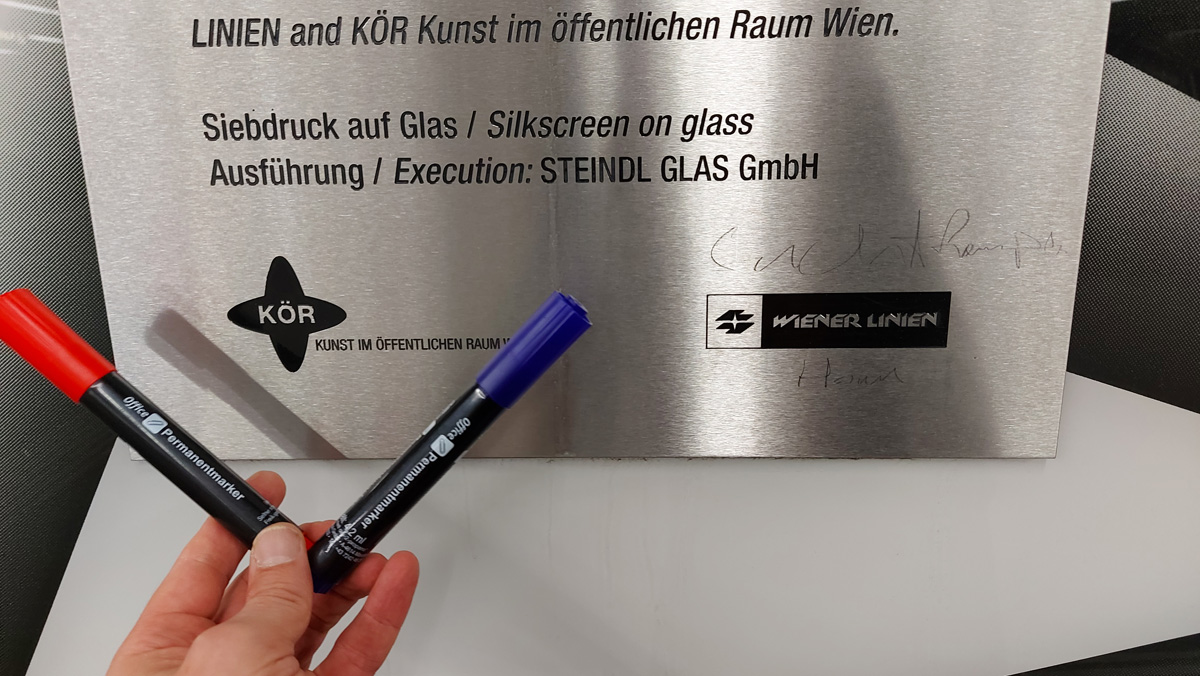 LINIEN and KÖR Kunst im öffentlichen Raum Wien.
Siebdruck auf Glas / Silkscreen on glass
Ausführung / Execution: STEINDL GLAS GmbH
KÖR
KUNST IM ÖFFENTLICHEN RAUM
WIENER LINIEN
Office Permanentmarker
Office Permanentmarker